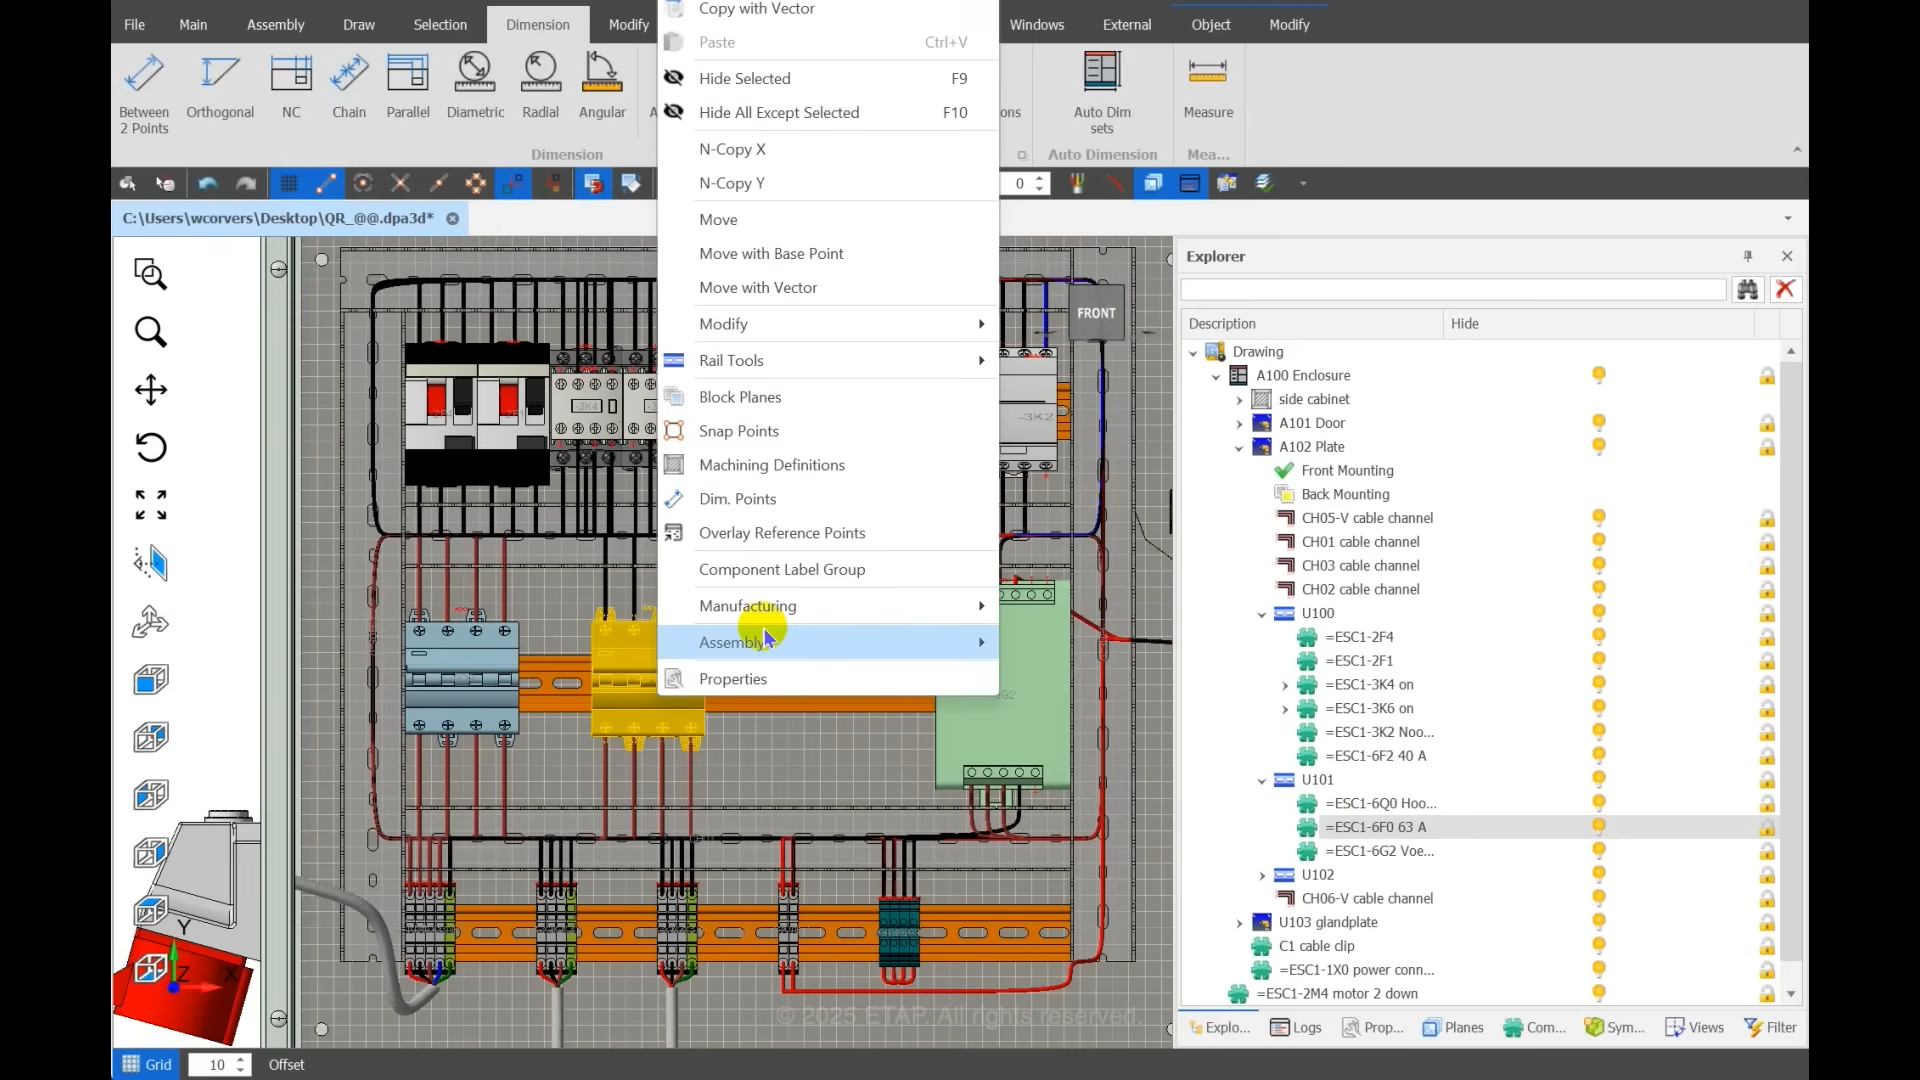 File
Main
Assembly
Draw
Selection
Dimension
Modify
Windows
External
Object
Modify
Between
2 Points
Orthogonal
NC
Chain
Parallel
Diametric
Radial
Angular
ons
Auto Dim
sets
Measure
Dimension
Auto Dimension
Mea...
0
C:\Users\wcorvers\Desktop\QR_@@.dpa3d*
Copy with Vector
Paste Ctrl+V
Hide Selected F9
Hide All Except Selected F10
N-Copy X
N-Copy Y
Move
Move with Base Point
Move with Vector
Modify
Rail Tools
Block Planes
Snap Points
Machining Definitions
Dim. Points
Overlay Reference Points
Component Label Group
Manufacturing
Assembly
Properties
FRONT
-3K4
-3K2
Y
Z
X
© 2025 ETAP. All rights reserved.
Explorer
Description Hide
Drawing
A100 Enclosure
side cabinet
A101 Door
A102 Plate
Front Mounting
Back Mounting
CH05-V cable channel
CH01 cable channel
CH03 cable channel
CH02 cable channel
U100
=ESC1-2F4
=ESC1-2F1
=ESC1-3K4 on
=ESC1-3K6 on
=ESC1-3K2 Noo...
=ESC1-6F2 40 A
U101
=ESC1-6Q0 Hoo...
=ESC1-6F0 63 A
=ESC1-6G2 Voe...
U102
CH06-V cable channel
U103 glandplate
C1 cable clip
=ESC1-1X0 power conn...
=ESC1-2M4 motor 2 down
Explo...
Logs
Prop...
Planes
Com...
Sym...
Views
Filter
Grid
10
Offset